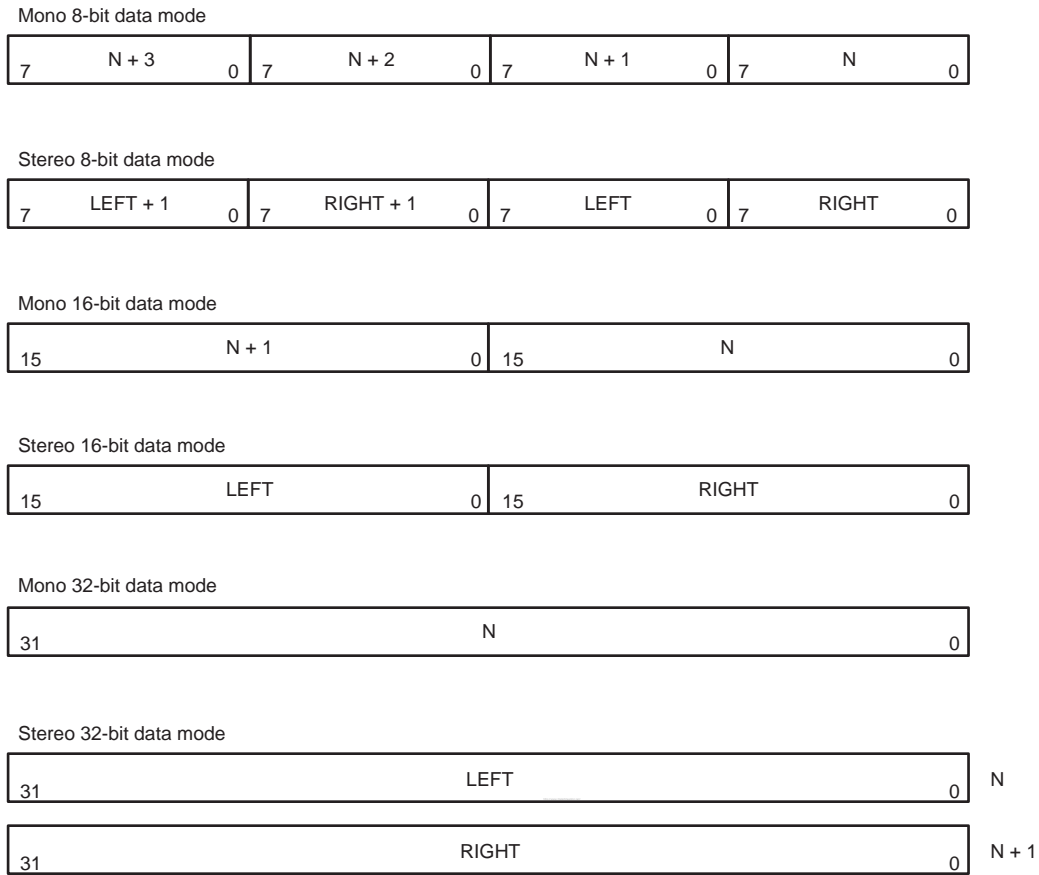 Mono 8-bit data mode
N + 3 N + 2 N + 1 N
7 0 7 0 7 0 7 0
Stereo 8-bit data mode
LEFT + 1 RIGHT + 1 LEFT RIGHT
7 0 7 0 7 0 7 0
Mono 16-bit data mode
N + 1 N
15 0 15 0
Stereo 16-bit data mode
LEFT RIGHT
15 0 15 0
Mono 32-bit data mode
N
31 0
Stereo 32-bit data mode
LEFT N
31 0
RIGHT N + 1
31 0